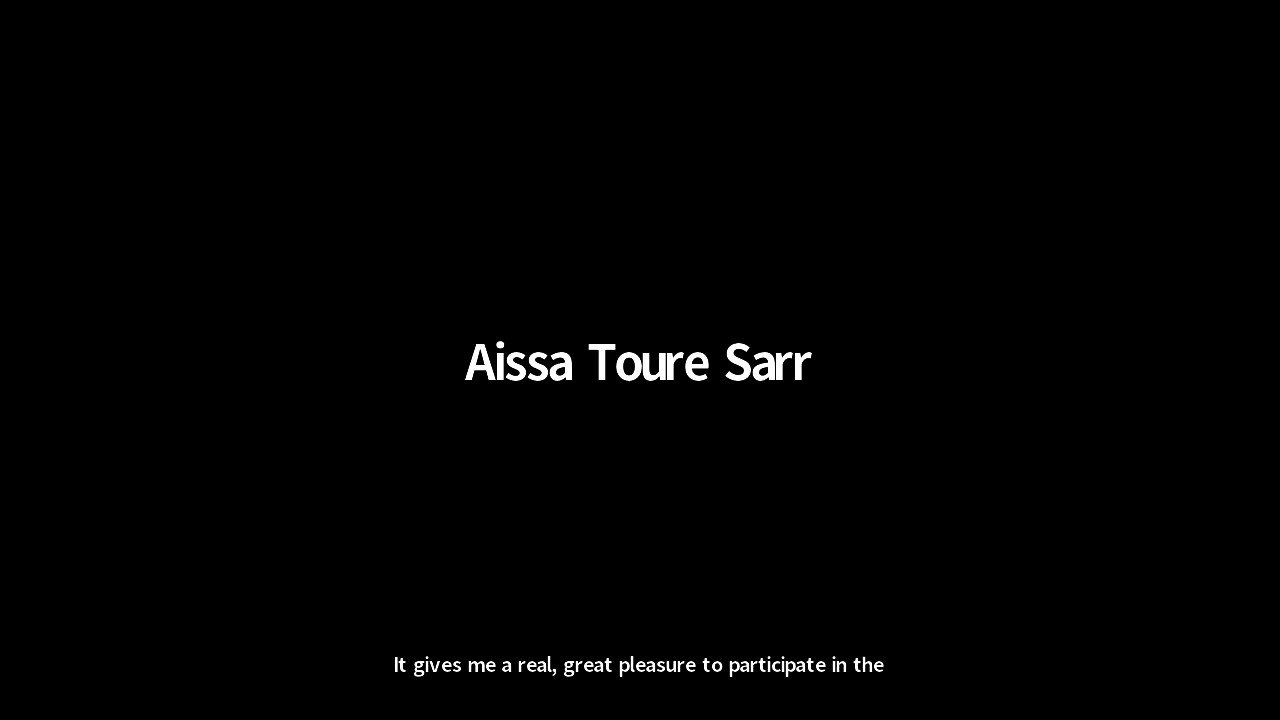 Aissa Toure Sarr
It gives me a real, great pleasure to participate in the